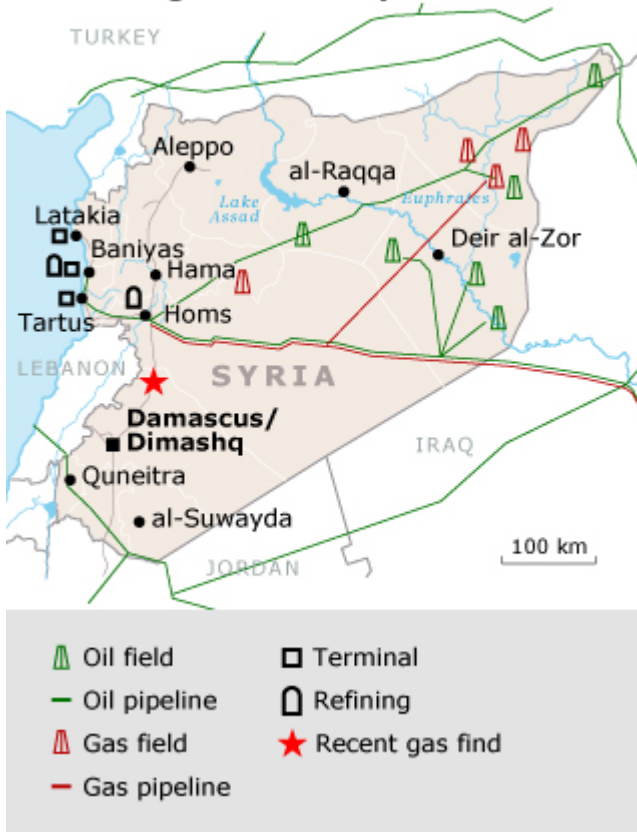 TURKEY
Aleppo
al-Raqqa
Lake
Assad
Euphrates
Latakia
Baniyas
Hama
Deir al-Zor
Tartus
Homs
LEBANON
SYRIA
Damascus/
Dimashq
IRAQ
Quneitra
al-Suwayda
100 km
JORDAN
Oil field
Terminal
Oil pipeline
Refining
Gas field
Recent gas find
Gas pipeline